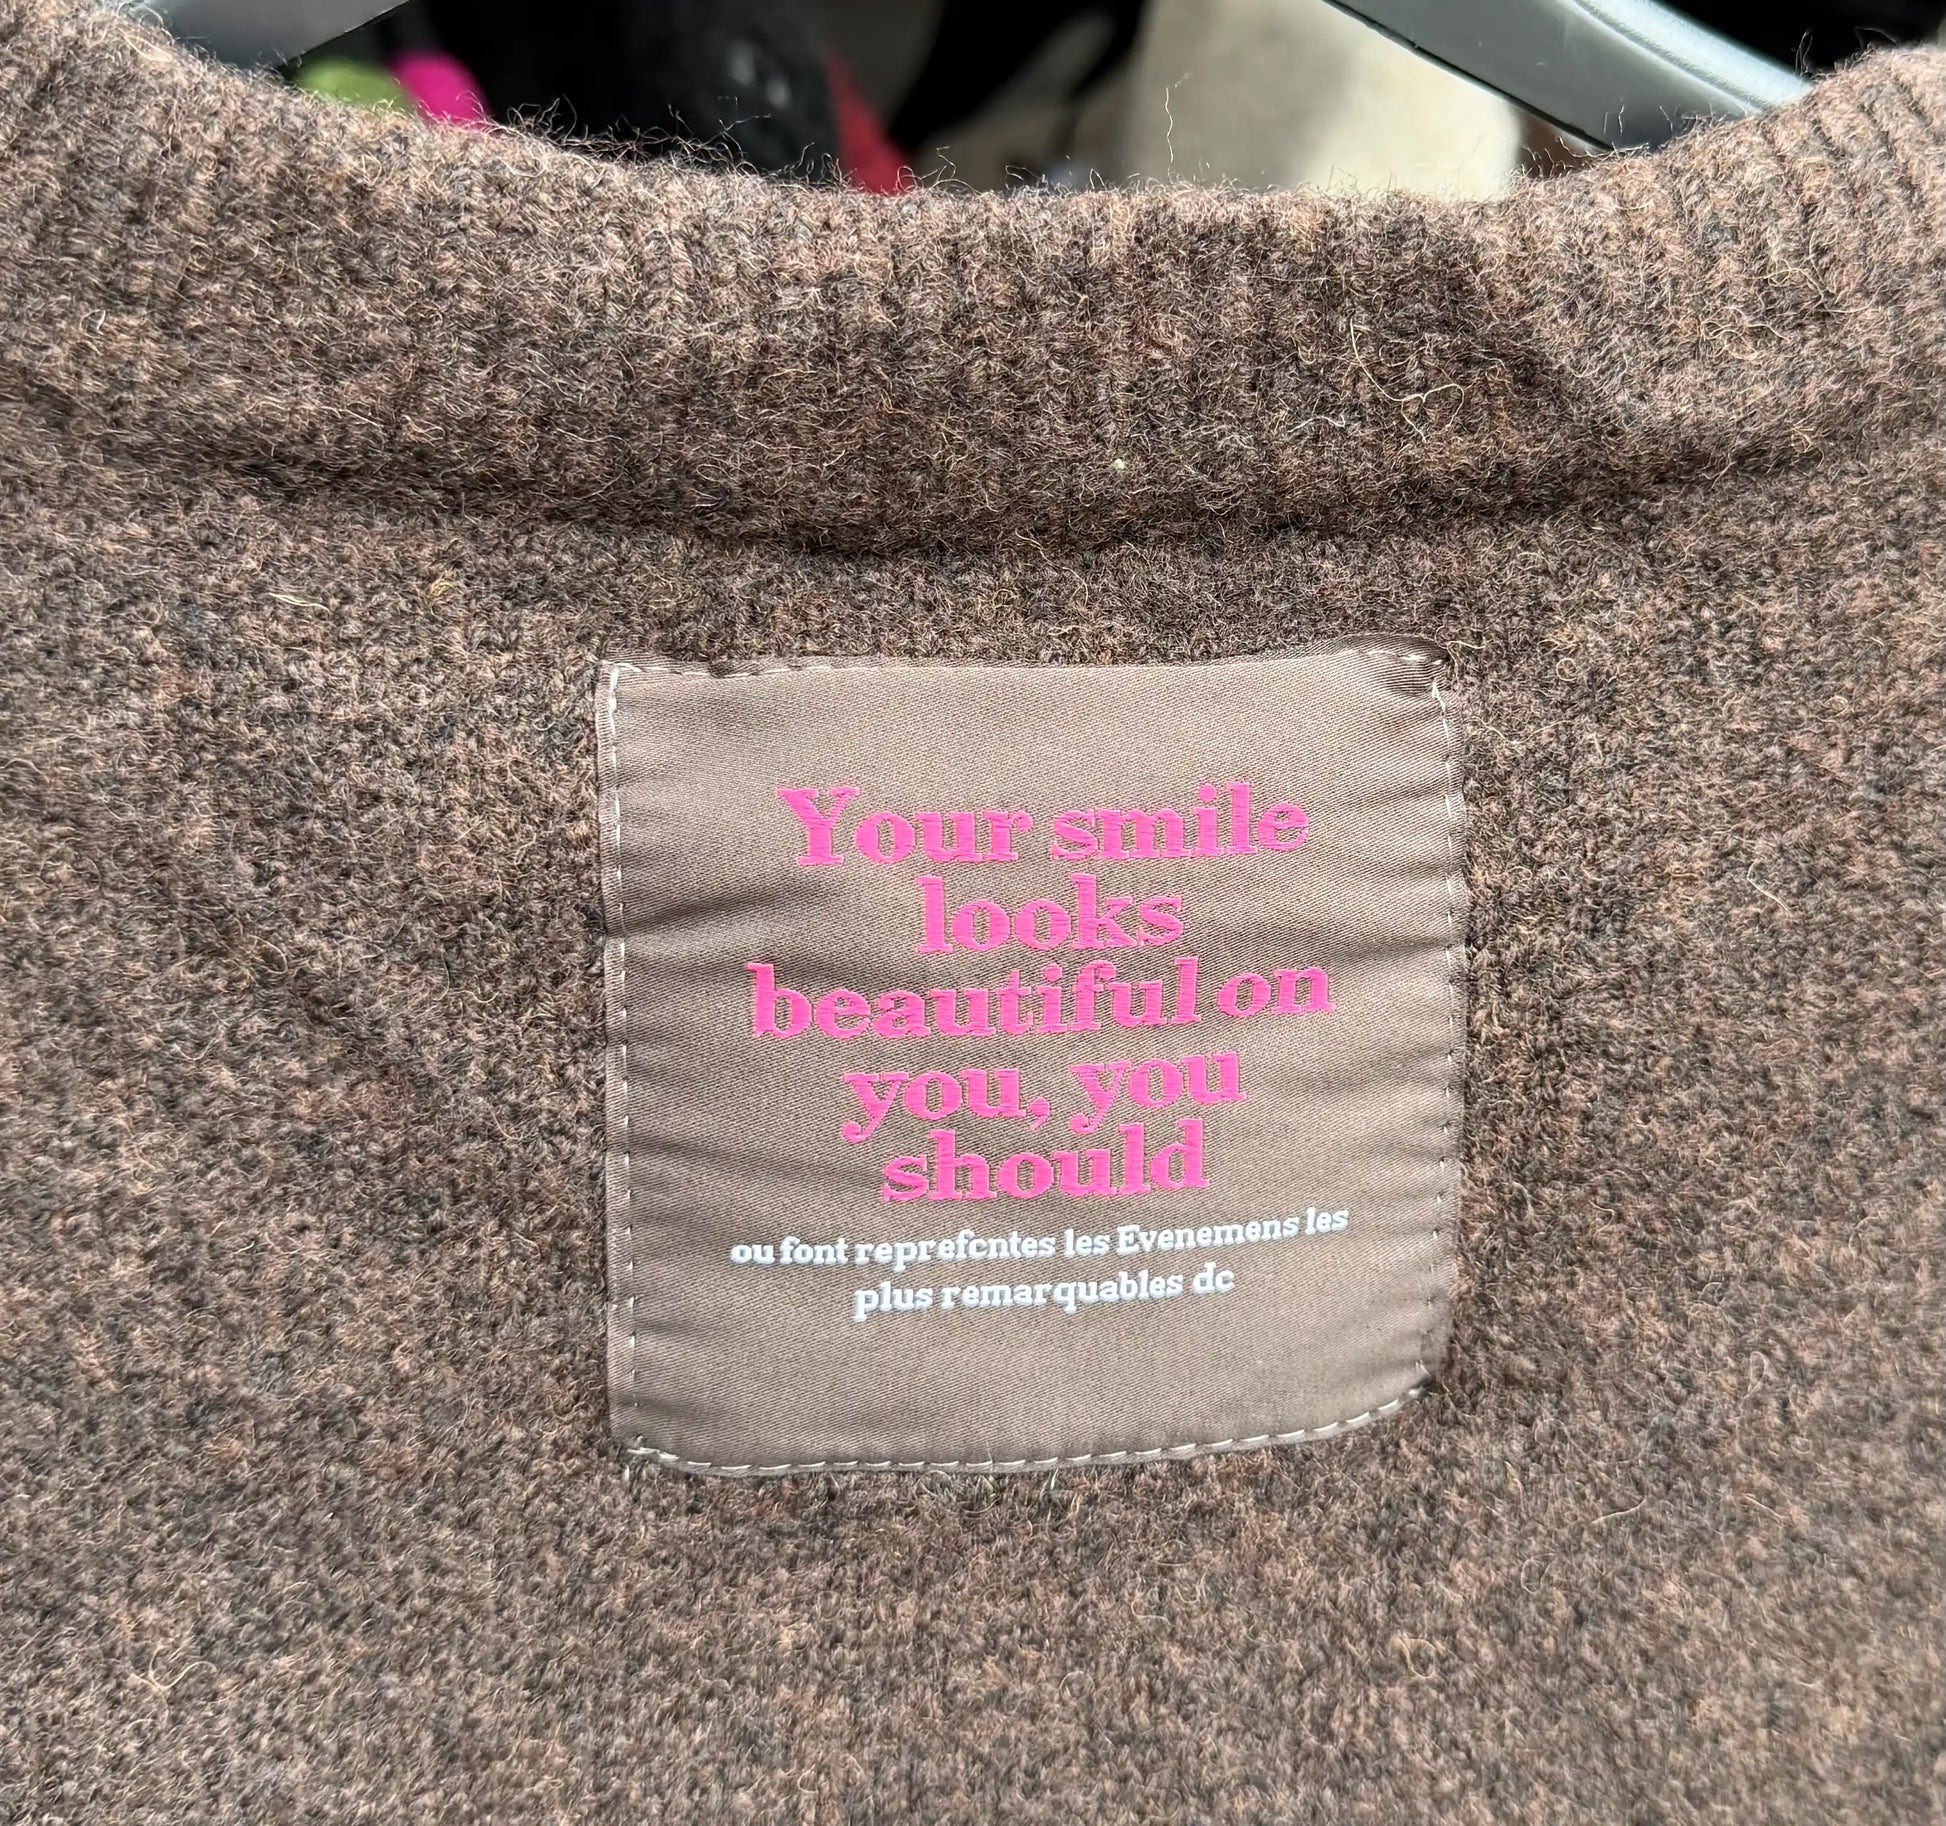 Your smile
looks
beautiful on
you, you
should
ou font reprefcntes les Evenemens les
plus remarquables dc